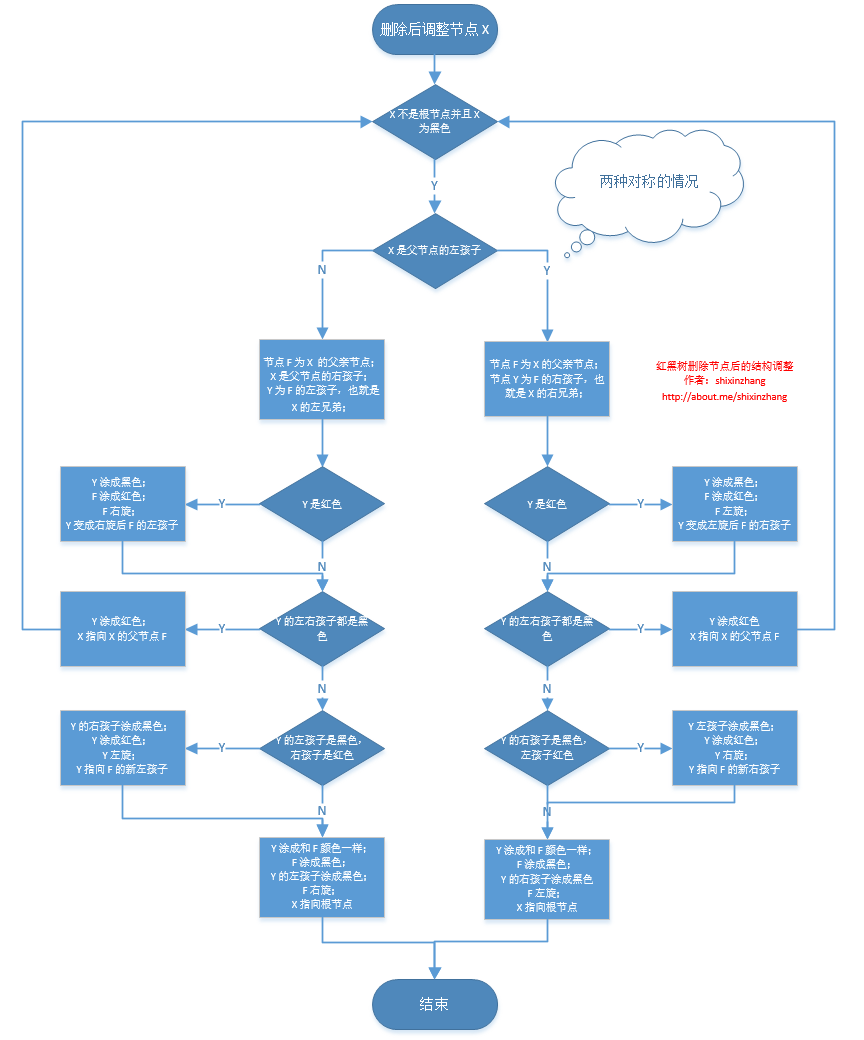 删除后调整节点 X
X 不是根节点并且 X
为黑色
Y
两种对称的情况
X 是父节点的左孩子
N
Y
节点 F 为 X 的父亲节点；
X 是父节点的右孩子；
Y 为 F 的左孩子，也就是
X 的左兄弟；
节点 F 为 X 的父亲节点；
节点 Y 为 F 的右孩子，也
就是 X 的右兄弟；
红黑树删除节点后的结构调整
作者：shixinzhang
http://about.me/shixinzhang
Y 涂成黑色；
F 涂成红色；
F 右旋；
Y 变成右旋后 F 的左孩子
Y
Y 是红色
Y 是红色
Y
Y 涂成黑色；
F 涂成红色；
F 左旋；
Y 变成左旋后 F 的右孩子
N
N
Y 涂成红色；
X 指向 X 的父节点 F
Y
Y 的左右孩子都是黑
色
Y 的左右孩子都是黑
色
Y
Y 涂成红色
X 指向 X 的父节点 F
N
N
Y 的右孩子涂成黑色；
Y 涂成红色；
Y 左旋；
Y 指向 F 的新左孩子
Y
Y 的左孩子是黑色，
右孩子是红色
Y 的右孩子是黑色，
左孩子红色
Y
Y 左孩子涂成黑色；
Y 涂成红色；
Y 右旋；
Y 指向 F 的新右孩子
N
N
Y 涂成和 F 颜色一样；
F 涂成黑色；
Y 的左孩子涂成黑色；
F 右旋；
X 指向根节点
Y 涂成和 F 颜色一样；
F 涂成黑色；
Y 的右孩子涂成黑色
F 左旋；
X 指向根节点
结束